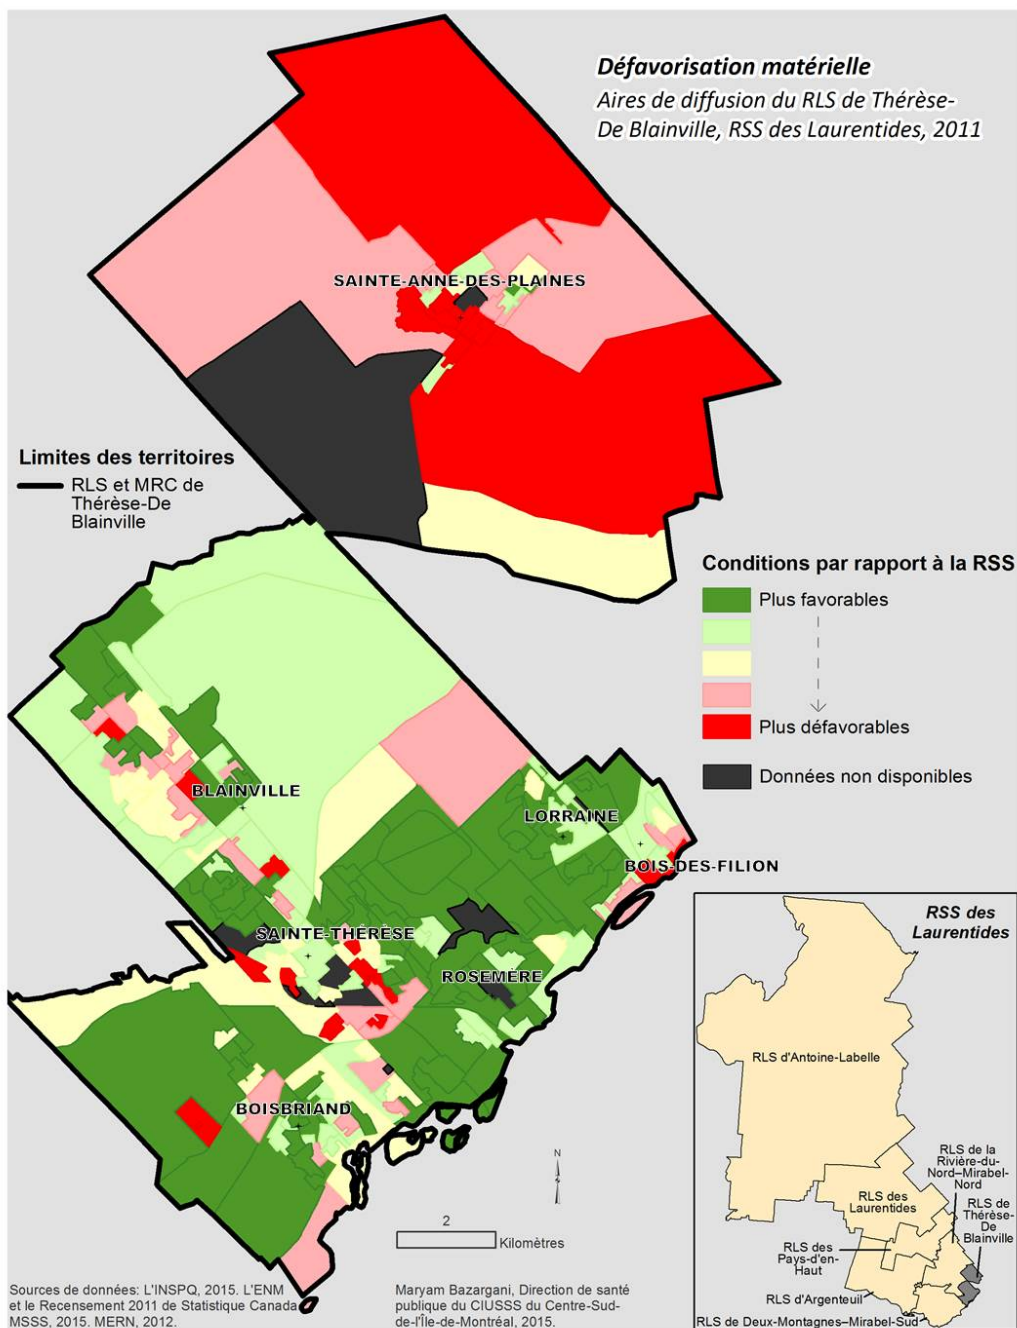 Défavorisation matérielle
Aires de diffusion du RLS de Thérèse-
De Blainville, RSS des Laurentides, 2011
SAINTE-ANNE-DES-PLAINES
Limites des territoires
RLS et MRC de
Thérèse-De
Blainville
Conditions par rapport à la RSS
Plus favorables
Plus défavorables
Données non disponibles
BLAINVILLE
LORRAINE
BOIS-DES-FILION
SAINTE-THÉRÈSE
ROSEMÈRE
BOISBRIAND
RSS des
Laurentides
RLS d'Antoine-Labelle
RLS de la
Rivière-du-
Nord–Mirabel-
Nord
RLS des
Laurentides
RLS de
Thérèse-
De
Blainville
RLS des
Pays-d'en-
Haut
RLS d'Argenteuil
RLS de Deux-Montagnes–Mirabel-Sud
N
2
Kilomètres
Sources de données: L'INSPQ, 2015. L'ENM
et le Recensement 2011 de Statistique Canada
MSSS, 2015. MERN, 2012.
Maryam Bazargani, Direction de santé
publique du CIUSSS du Centre-Sud-
de-l'Île-de-Montréal, 2015.